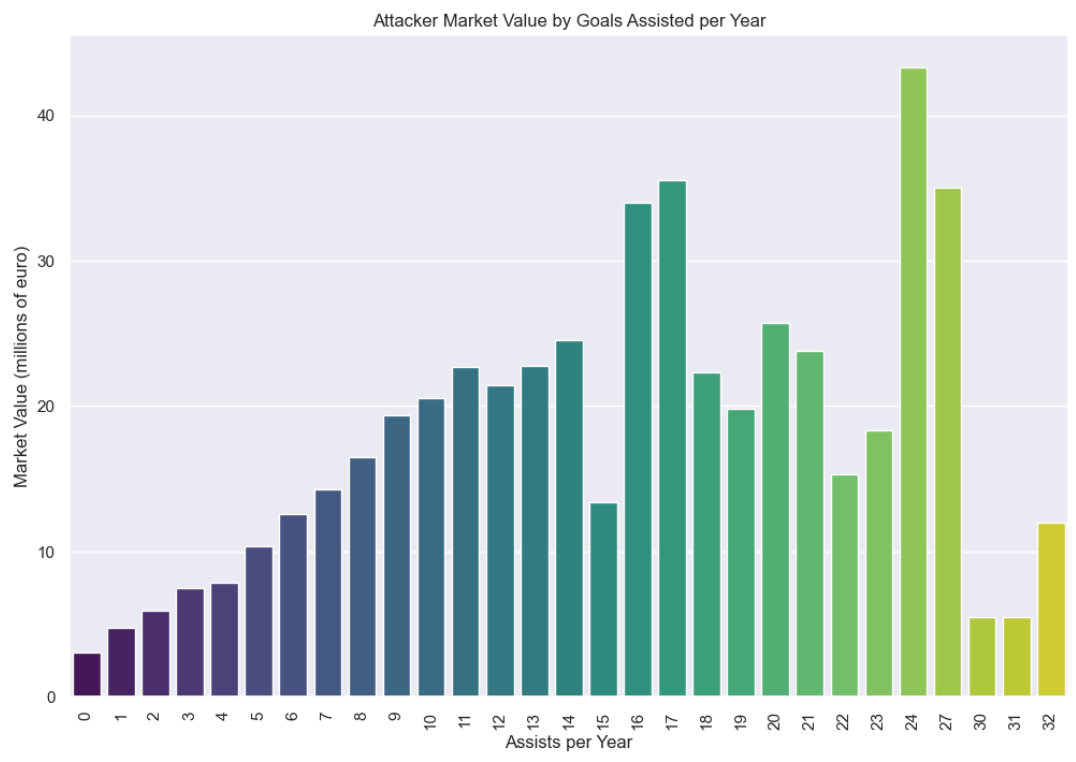 Attacker Market Value by Goals Assisted per Year
Market Value (millions of euro)
40
30
20
10
0
0 1 2 3 4 5 6 7 8 9 10 11 12 13 14 15 16 17 18 19 20 21 22 23 24 27 30 31 32
Assists per Year